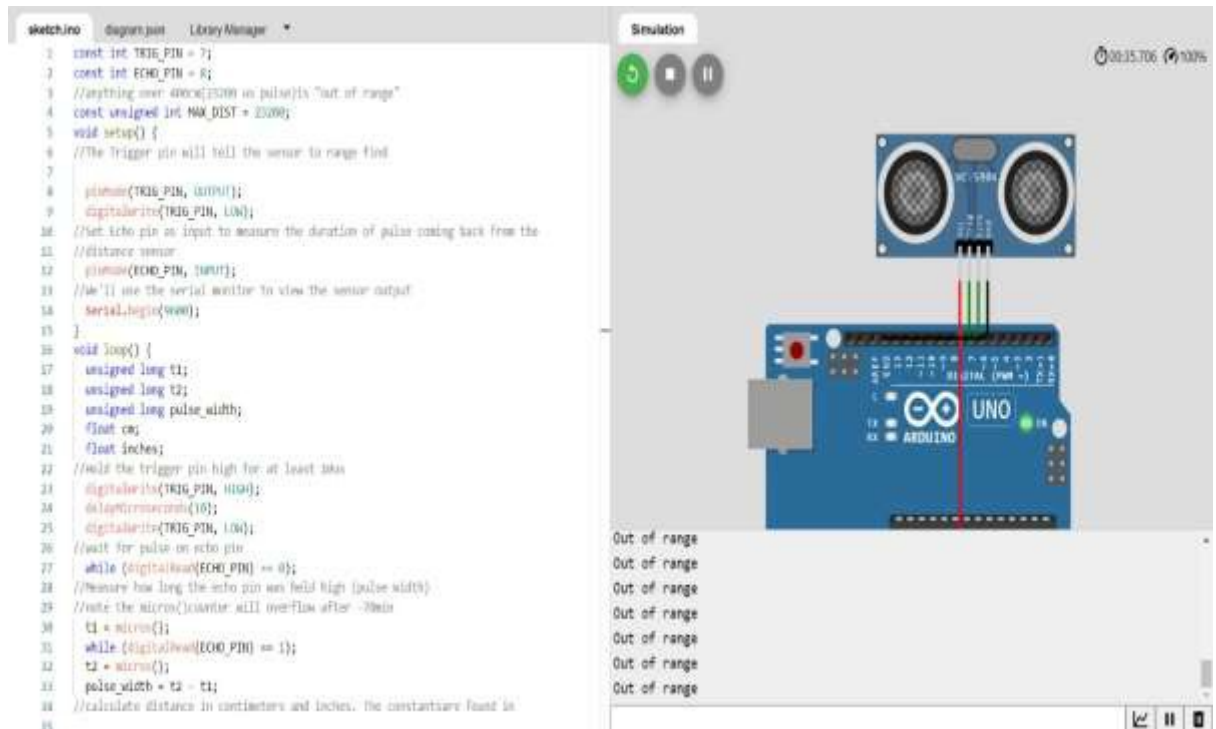 sketch.ino diagram.json Library Manager
1 const int TRIG_PIN = 7;
2 const int ECHO_PIN = 8;
3 //anything over 400cm(23200 us pulse)is "out of range"
4 const unsigned int MAX_DIST = 23200;
5 void setup() {
6 //The Trigger pin will tell the sensor to range find
7
8 pinMode(TRIG_PIN, OUTPUT);
9 digitalWrite(TRIG_PIN, LOW);
10 //Set Echo pin as input to measure the duration of pulse coming back from the
11 //distance sensor
12 pinMode(ECHO_PIN, INPUT);
13 //We'll use the serial monitor to view the sensor output
14 Serial.begin(9600);
15 }
16 void loop() {
17 unsigned long t1;
18 unsigned long t2;
19 unsigned long pulse_width;
20 float cm;
21 float inches;
22 //Hold the trigger pin high for at least 10us
23 digitalWrite(TRIG_PIN, HIGH);
24 delayMicroseconds(10);
25 digitalWrite(TRIG_PIN, LOW);
26 //wait for pulse on echo pin
27 while (digitalRead(ECHO_PIN) == 0);
28 //Measure how long the echo pin was held high (pulse width)
29 //note the micros()counter will overflow after ~70min
30 t1 = micros();
31 while (digitalRead(ECHO_PIN) == 1);
32 t2 = micros();
33 pulse_width = t2 - t1;
34 //calculate distance in centimeters and inches. The constantsare found in
35
Simulation
00:35.706 100%
HC-SR04
AREF
GND
13
12
DIGITAL (PWM ~)
TX
RX
UNO
ARDUINO
ON
Out of range
Out of range
Out of range
Out of range
Out of range
Out of range
Out of range